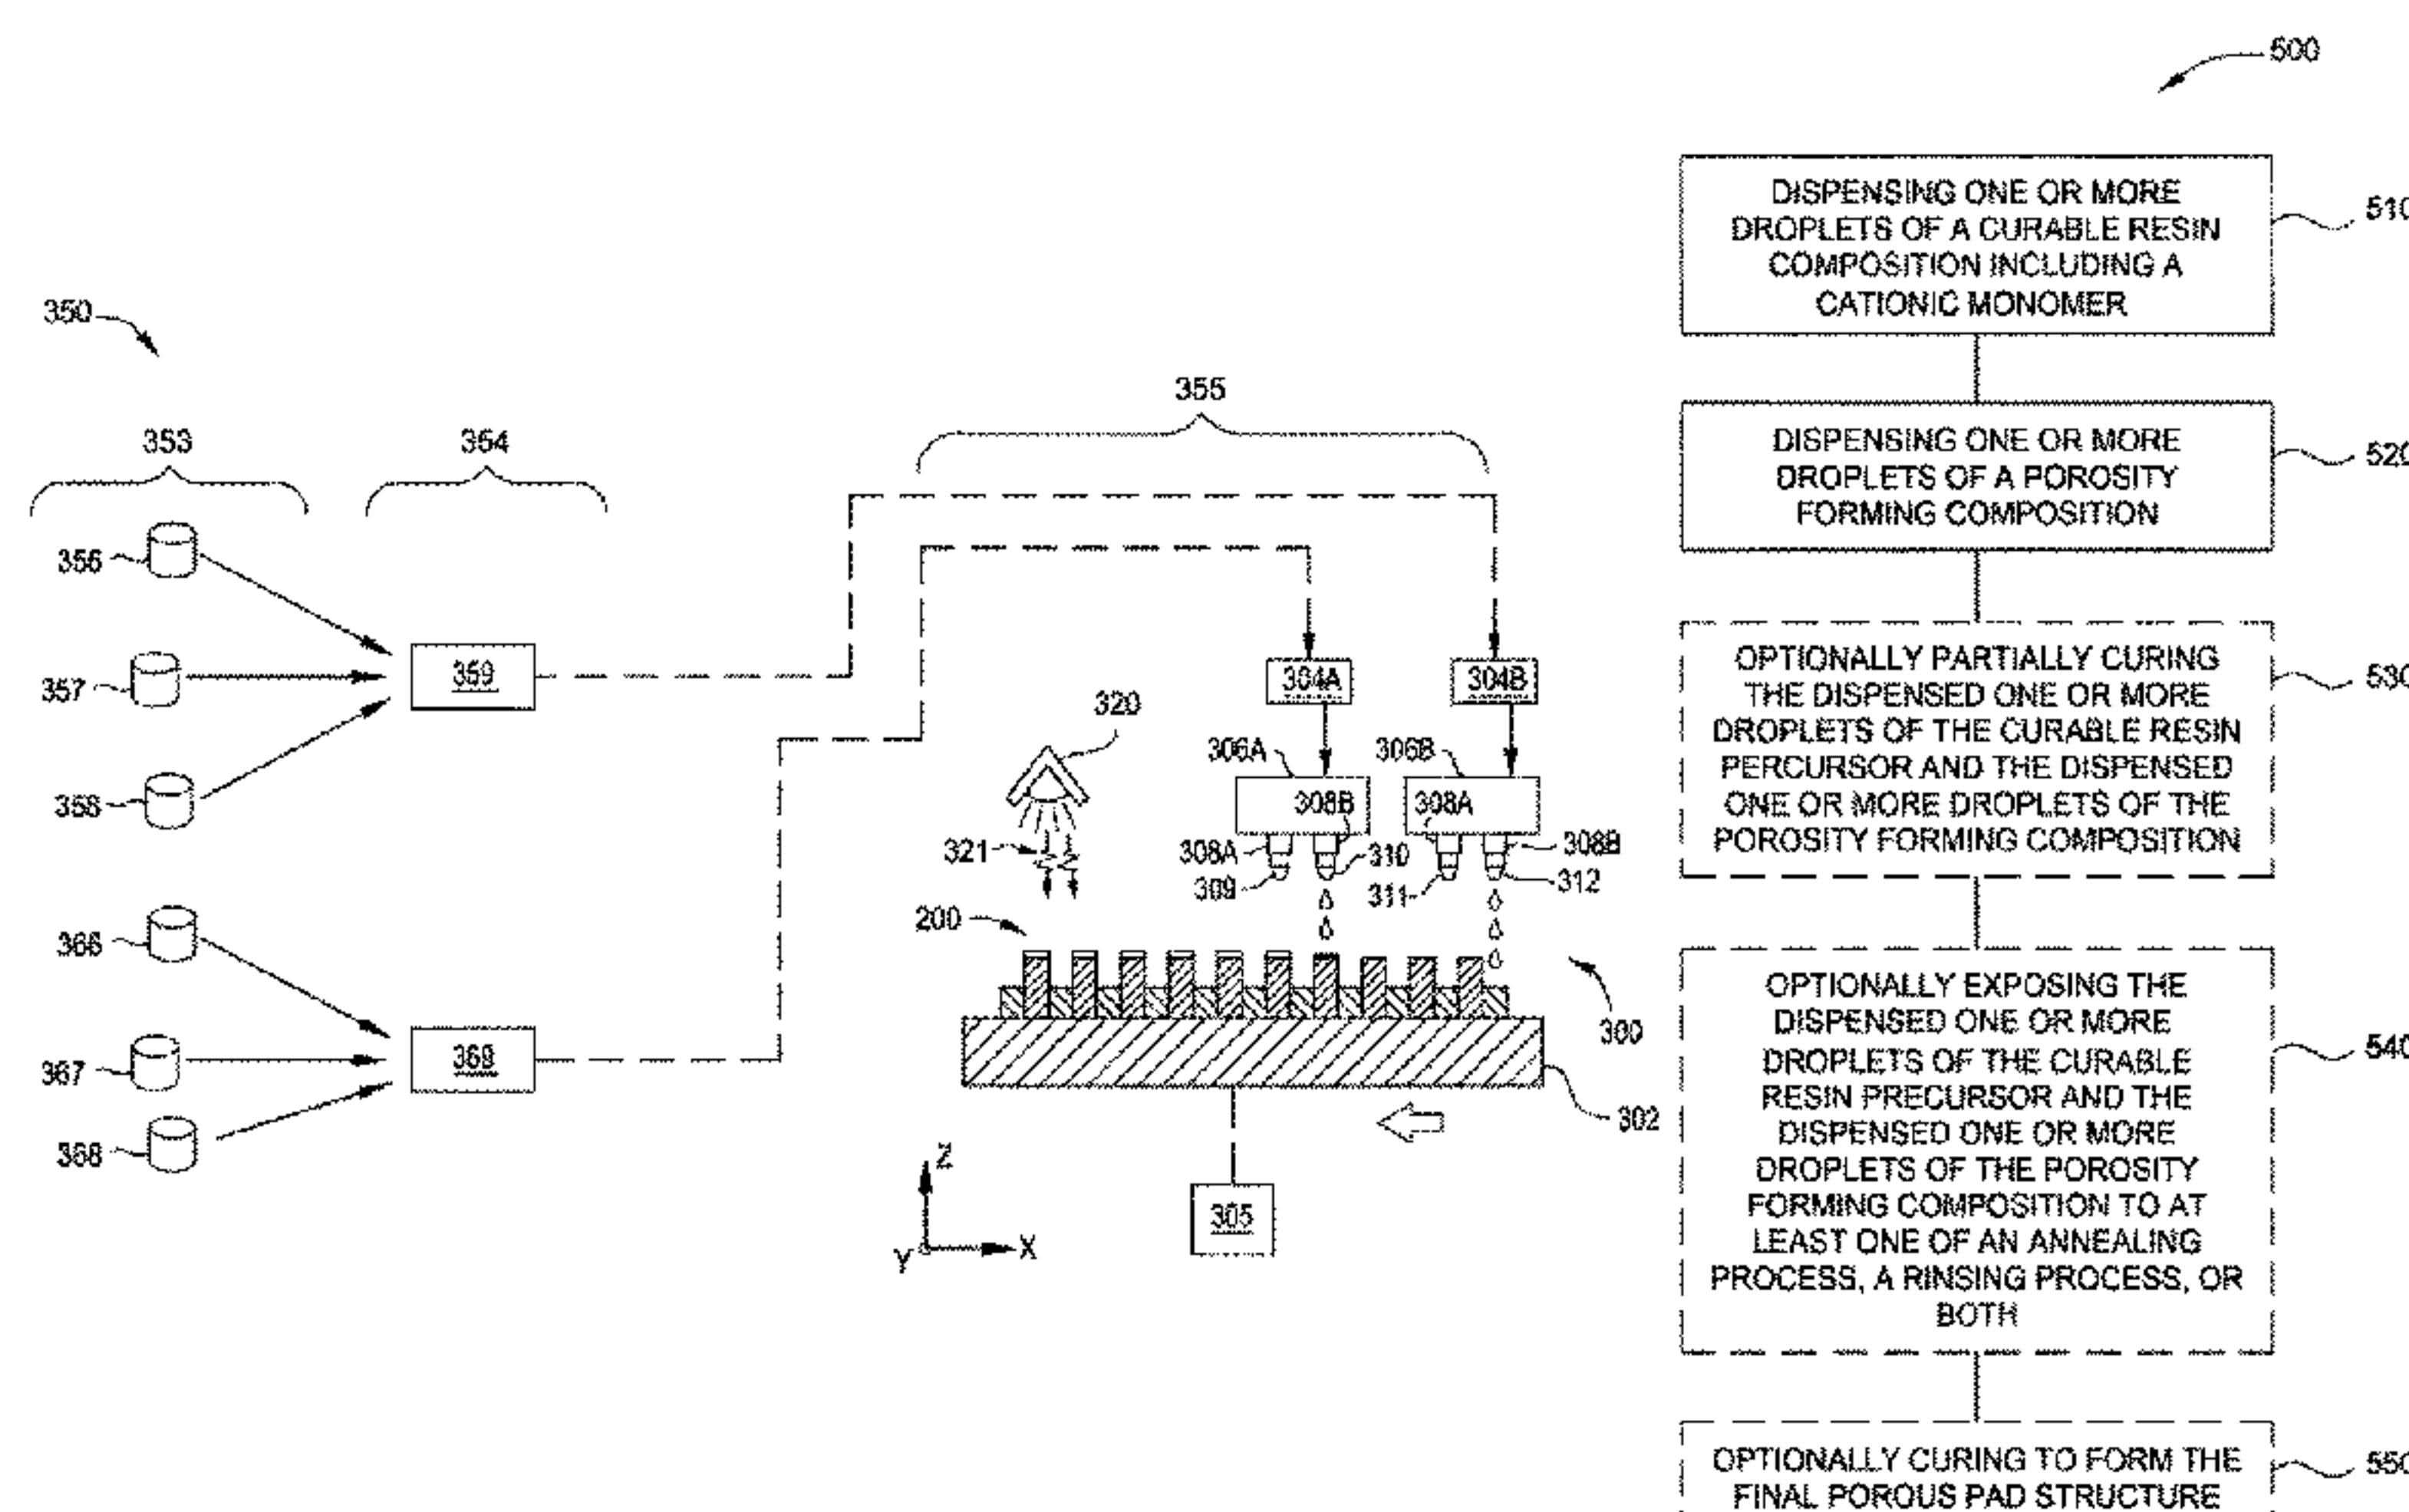 500
DISPENSING ONE OR MORE
DROPLETS OF A CURABLE RESIN
COMPOSITION INCLUDING A
CATIONIC MONOMER
510
DISPENSING ONE OR MORE
DROPLETS OF A POROSITY
FORMING COMPOSITION
520
OPTIONALLY PARTIALLY CURING
THE DISPENSED ONE OR MORE
DROPLETS OF THE CURABLE RESIN
PERCURSOR AND THE DISPENSED
ONE OR MORE DROPLETS OF THE
POROSITY FORMING COMPOSITION
530
OPTIONALLY EXPOSING THE
DISPENSED ONE OR MORE
DROPLETS OF THE CURABLE
RESIN PRECURSOR AND THE
DISPENSED ONE OR MORE
DROPLETS OF THE POROSITY
FORMING COMPOSITION TO AT
LEAST ONE OF AN ANNEALING
PROCESS, A RINSING PROCESS, OR
BOTH
540
OPTIONALLY CURING TO FORM THE
FINAL POROUS PAD STRUCTURE
550
350
353
354
355
356
357
358
359
366
367
368
369
304A
304B
320
306A
306B
308B
308A
321
308A
310
308B
309
311
312
200
300
302
305
Z
Y
X